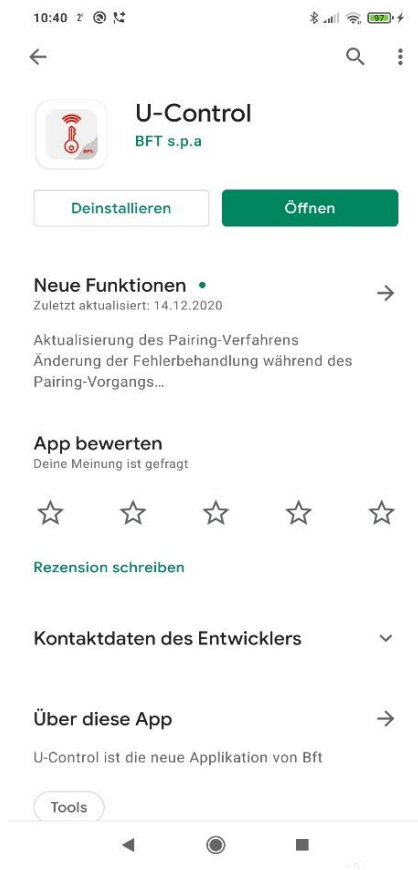 10:40
97
U-Control
BFT s.p.a
Deinstallieren
Öffnen
Neue Funktionen
Zuletzt aktualisiert: 14.12.2020
Aktualisierung des Pairing-Verfahrens
Änderung der Fehlerbehandlung während des
Pairing-Vorgangs...
App bewerten
Deine Meinung ist gefragt
Rezension schreiben
Kontaktdaten des Entwicklers
Über diese App
U-Control ist die neue Applikation von Bft
Tools